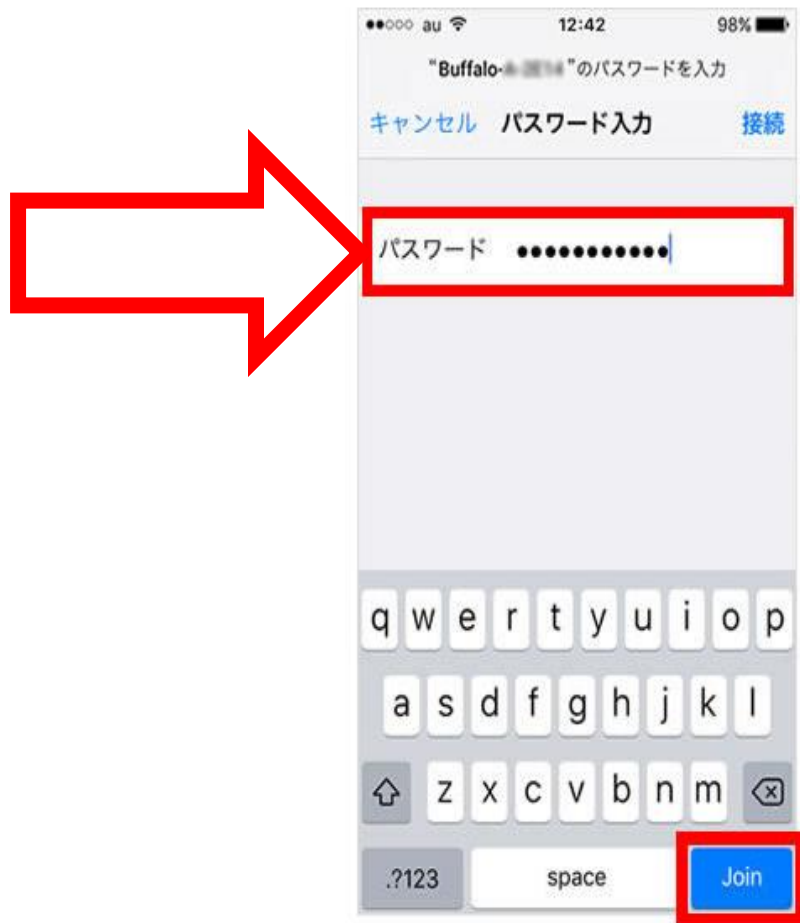 au 12:42 98%
"Buffalo- "のパスワードを入力
キャンセル パスワード入力 接続
パスワード •••••••••••
q w e r t y u i o p
a s d f g h j k l
z x c v b n m
.?123 space Join